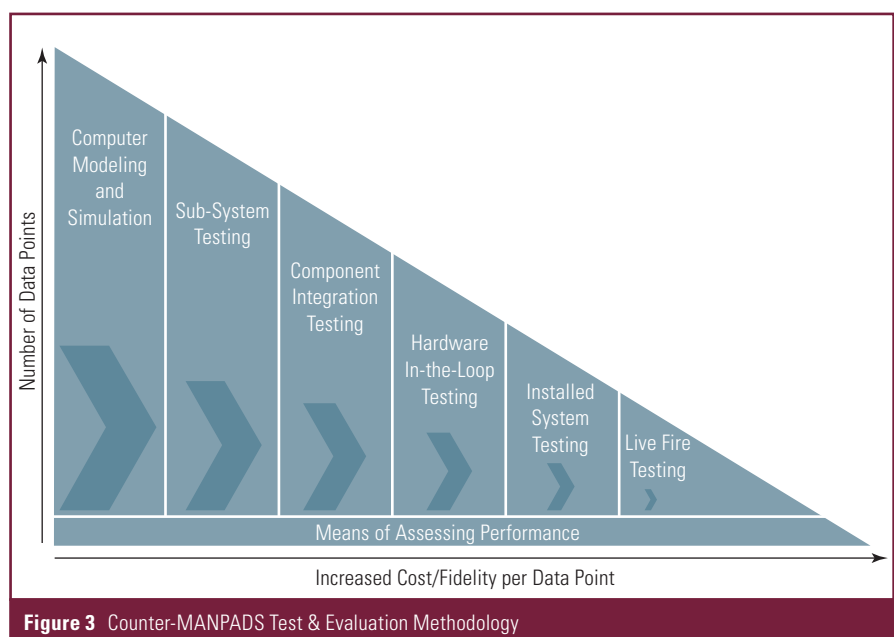 Number of Data Points
Computer
Modeling
and
Simulation
Sub-System
Testing
Component
Integration
Testing
Hardware
In-the-Loop
Testing
Installed
System
Testing
Live Fire
Testing
Means of Assessing Performance
Increased Cost/Fidelity per Data Point
Figure 3 Counter-MANPADS Test & Evaluation Methodology